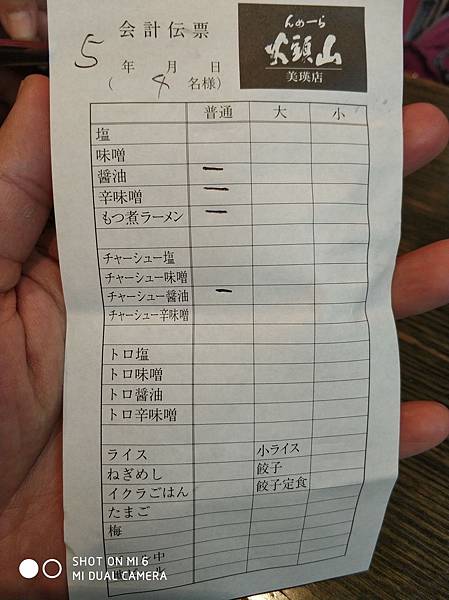 会計伝票
5
年 月 日
( 4 名様)
らーめん
山頭火
美瑛店
普通 大 小
塩
味噌
醤油 一
辛味噌 一
もつ煮ラーメン 一
チャーシュー塩
チャーシュー味噌
チャーシュー醤油 一
チャーシュー辛味噌
トロ塩
トロ味噌
トロ醤油
トロ辛味噌
ライス 小ライス
ねぎめし 餃子
イクラごはん 餃子定食
たまご
梅
中
SHOT ON MI 6
MI DUAL CAMERA